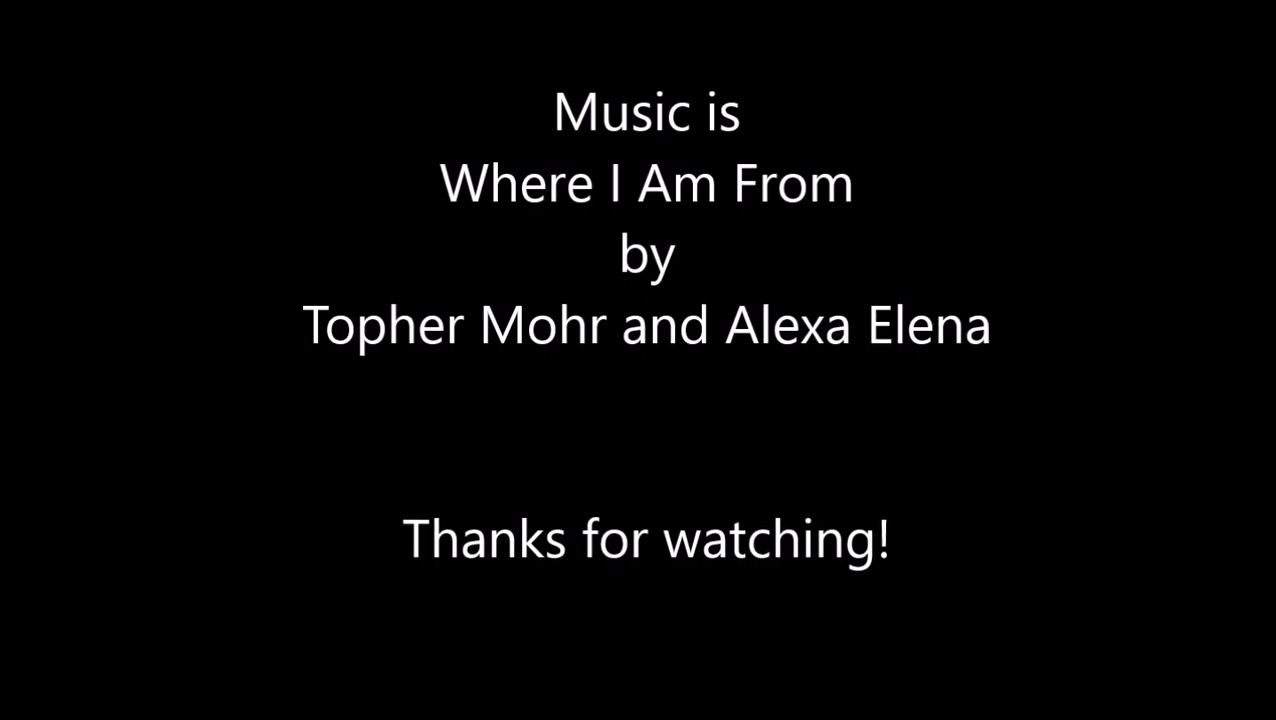 Music is
Where I Am From
by
Topher Mohr and Alexa Elena
Thanks for watching!